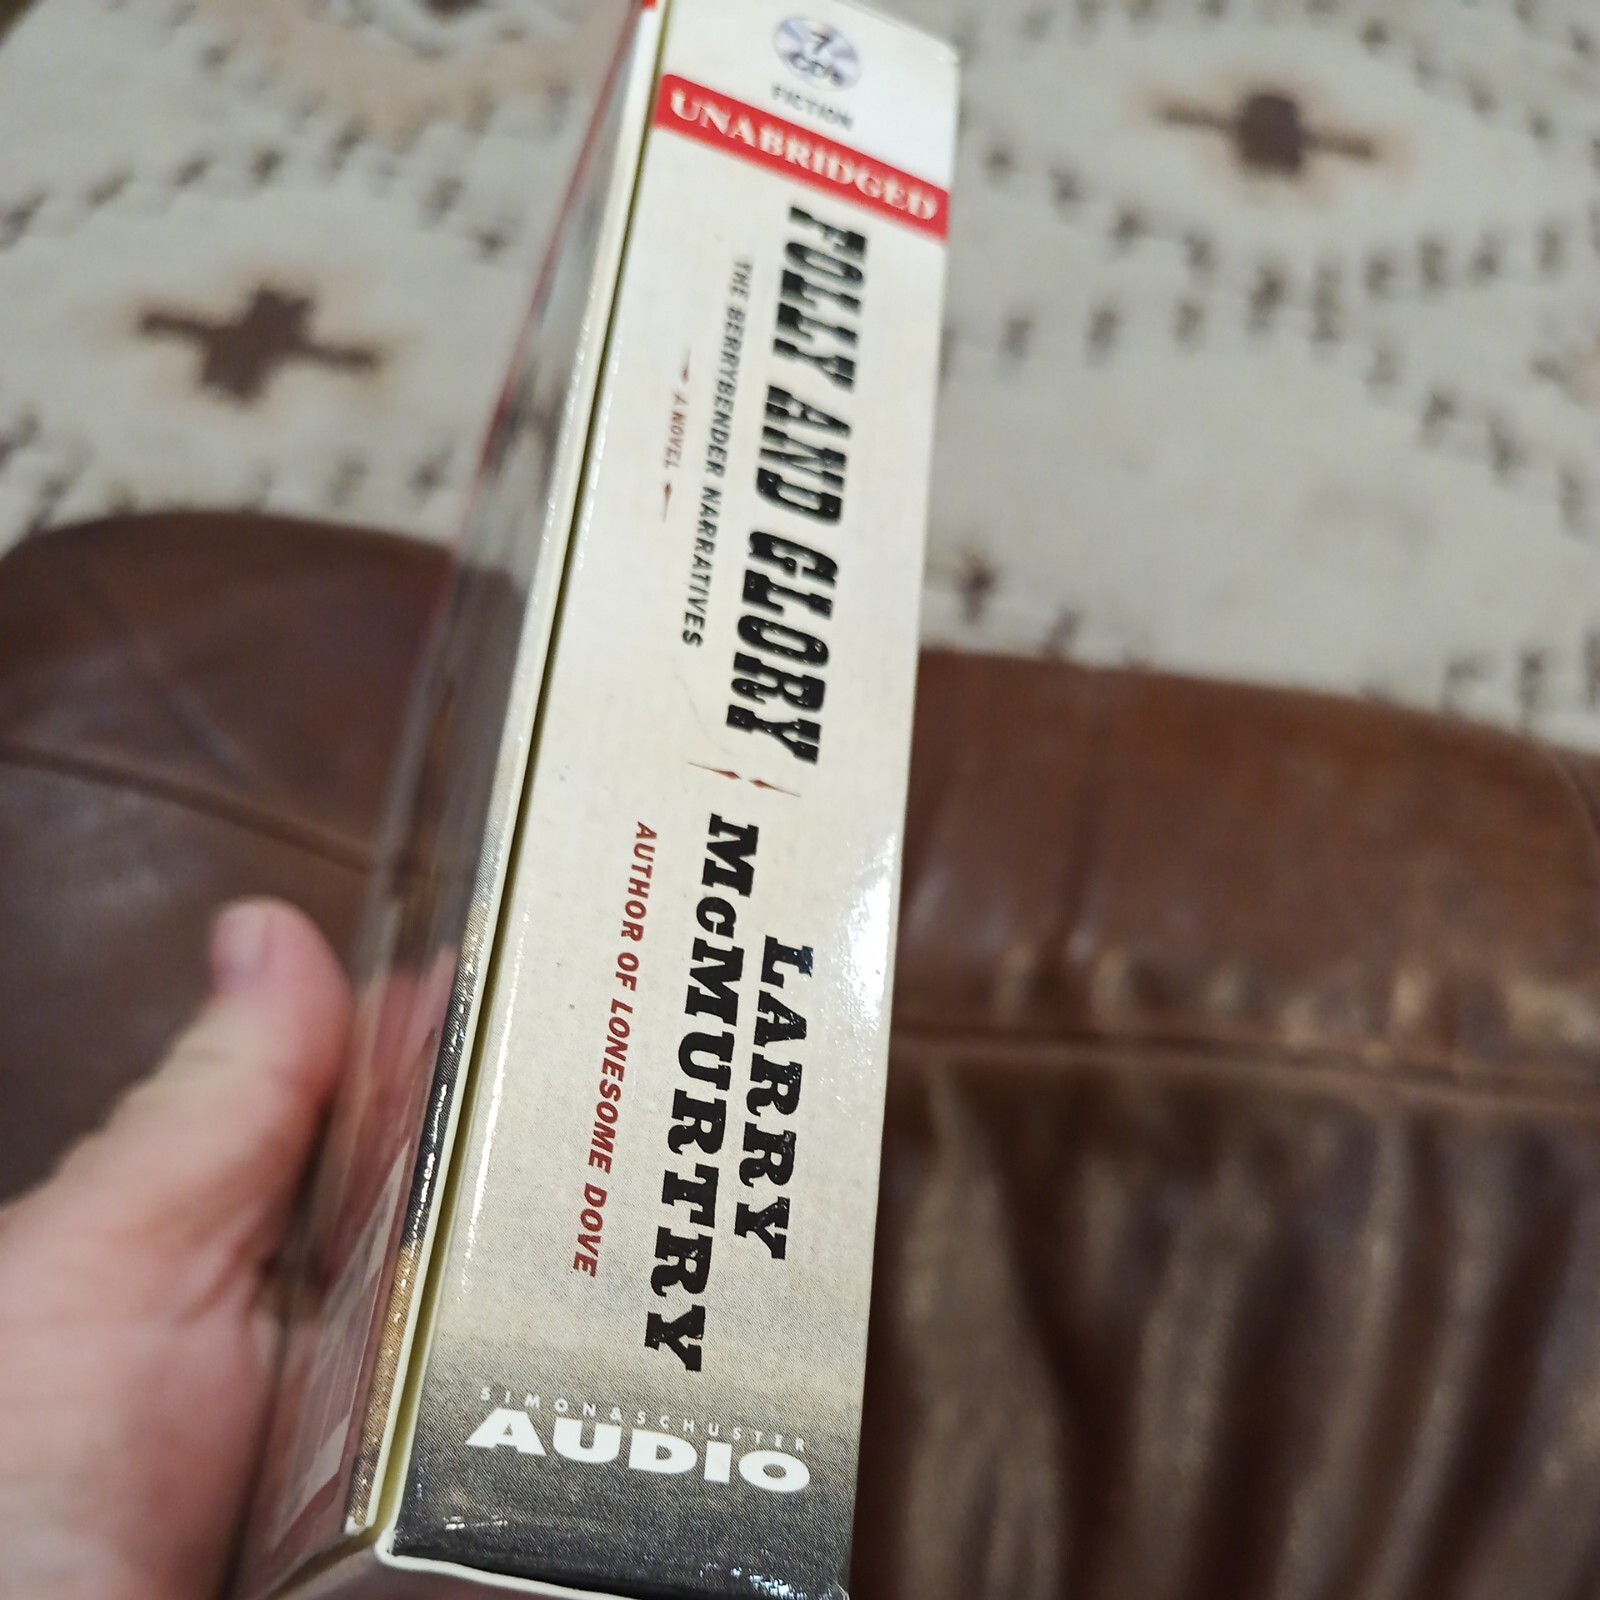 7
CDs
FICTION
UNABRIDGED
FOLLY AND GLORY
THE BERRYBENDER NARRATIVES
A NOVEL
LARRY
McMURTRY
AUTHOR OF LONESOME DOVE
SIMON & SCHUSTER
AUDIO